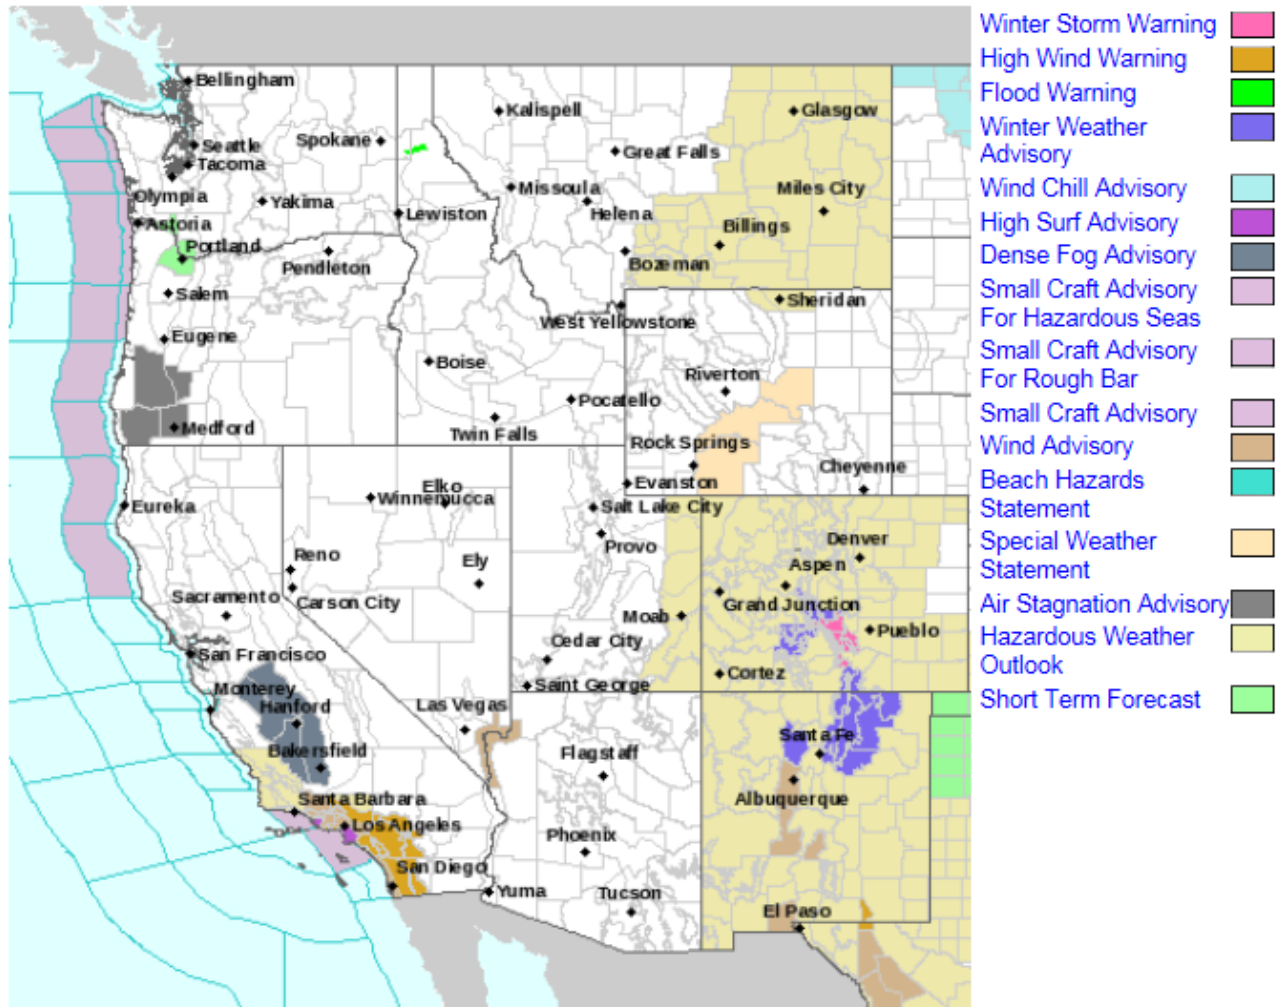 Bellingham
Kalispell
Glasgow
Spokane
Seattle
Great Falls
Tacoma
Olympia
Missoula
Miles City
Yakima
Lewiston
Helena
Astoria
Billings
Portland
Pendleton
Bozeman
Salem
Sheridan
West Yellowstone
Eugene
Boise
Riverton
Pocatello
Medford
Twin Falls
Rock Springs
Cheyenne
Elko
Evanston
Winnemucca
Eureka
Salt Lake City
Provo
Denver
Reno
Ely
Aspen
Sacramento
Carson City
Grand Junction
Moab
Pueblo
Cedar City
San Francisco
Cortez
Saint George
Monterey
Hanford
Las Vegas
Santa Fe
Bakersfield
Flagstaff
Albuquerque
Santa Barbara
Los Angeles
Phoenix
San Diego
Yuma
Tucson
El Paso
Winter Storm Warning
High Wind Warning
Flood Warning
Winter Weather
Advisory
Wind Chill Advisory
High Surf Advisory
Dense Fog Advisory
Small Craft Advisory
For Hazardous Seas
Small Craft Advisory
For Rough Bar
Small Craft Advisory
Wind Advisory
Beach Hazards
Statement
Special Weather
Statement
Air Stagnation Advisory
Hazardous Weather
Outlook
Short Term Forecast